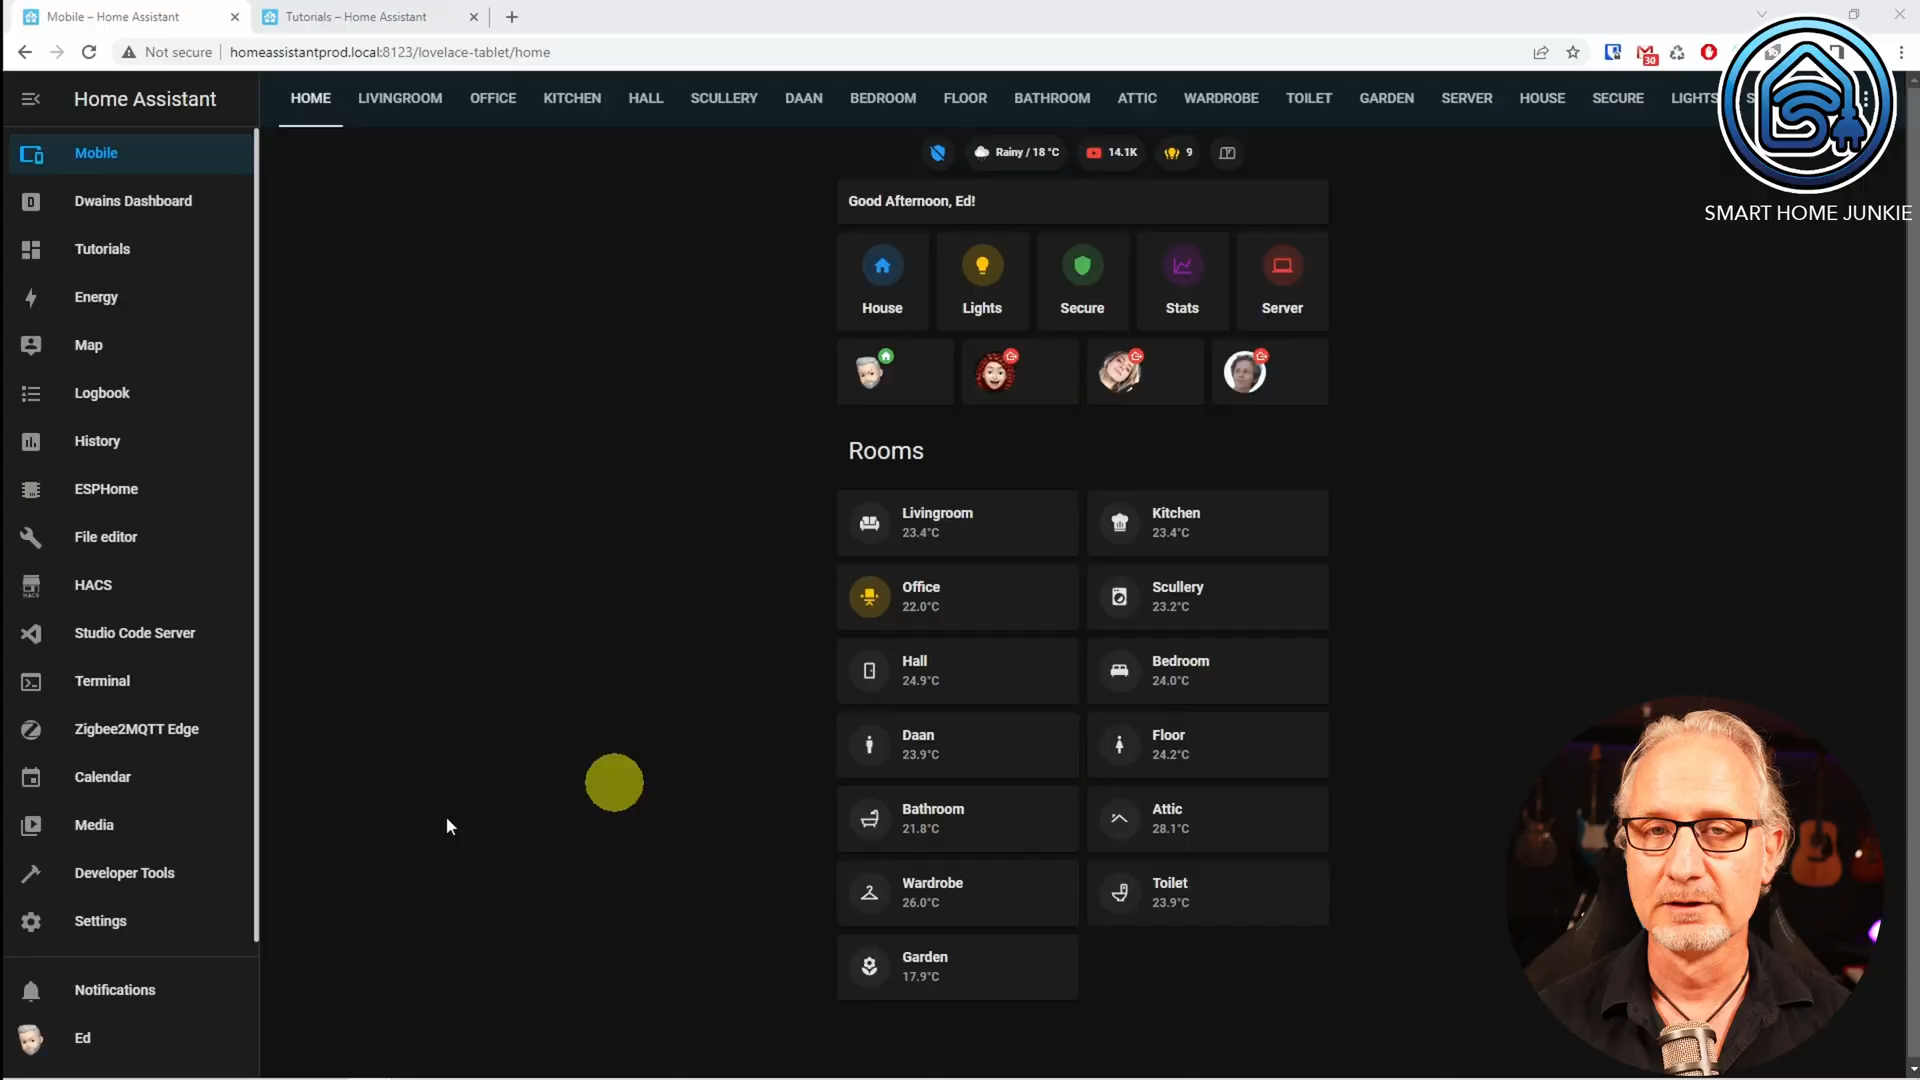 Mobile – Home Assistant
Tutorials – Home Assistant
Not secure
homeassistantprod.local:8123/lovelace-tablet/home
30
Home Assistant
HOME
LIVINGROOM
OFFICE
KITCHEN
HALL
SCULLERY
DAAN
BEDROOM
FLOOR
BATHROOM
ATTIC
WARDROBE
TOILET
GARDEN
SERVER
HOUSE
SECURE
LIGHTS
SMART HOME JUNKIE
Mobile
Dwains Dashboard
Tutorials
Energy
Map
Logbook
History
ESPHome
File editor
HACS
HACS
Studio Code Server
Terminal
Zigbee2MQTT Edge
Calendar
Media
Developer Tools
Settings
Notifications
Ed
Rainy / 18 °C
14.1K
9
Good Afternoon, Ed!
House
Lights
Secure
Stats
Server
Rooms
Livingroom
23.4°C
Kitchen
23.4°C
Office
22.0°C
Scullery
23.2°C
Hall
24.9°C
Bedroom
24.0°C
Daan
23.9°C
Floor
24.2°C
Bathroom
21.8°C
Attic
28.1°C
Wardrobe
26.0°C
Toilet
23.9°C
Garden
17.9°C